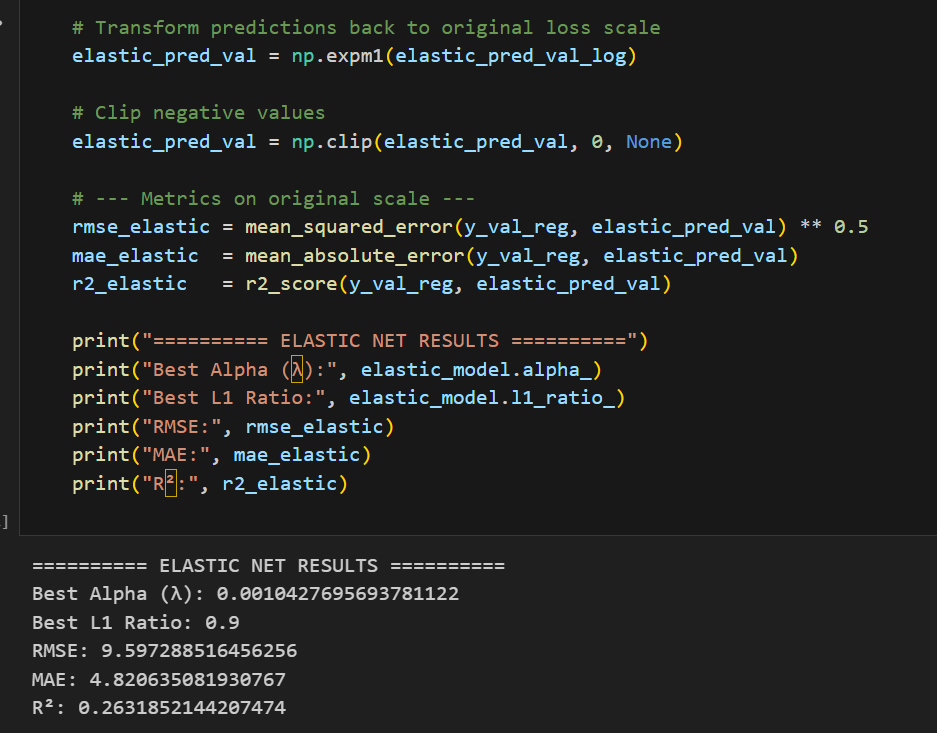 # Transform predictions back to original loss scale
elastic_pred_val = np.expm1(elastic_pred_val_log)
# Clip negative values
elastic_pred_val = np.clip(elastic_pred_val, 0, None)
# --- Metrics on original scale ---
rmse_elastic = mean_squared_error(y_val_reg, elastic_pred_val) ** 0.5
mae_elastic  = mean_absolute_error(y_val_reg, elastic_pred_val)
r2_elastic   = r2_score(y_val_reg, elastic_pred_val)
print("========== ELASTIC NET RESULTS ==========")
print("Best Alpha (λ):", elastic_model.alpha_)
print("Best L1 Ratio:", elastic_model.l1_ratio_)
print("RMSE:", rmse_elastic)
print("MAE:", mae_elastic)
print("R²:", r2_elastic)
]
========== ELASTIC NET RESULTS ==========
Best Alpha (λ): 0.0010427695693781122
Best L1 Ratio: 0.9
RMSE: 9.597288516456256
MAE: 4.820635081930767
R²: 0.2631852144207474